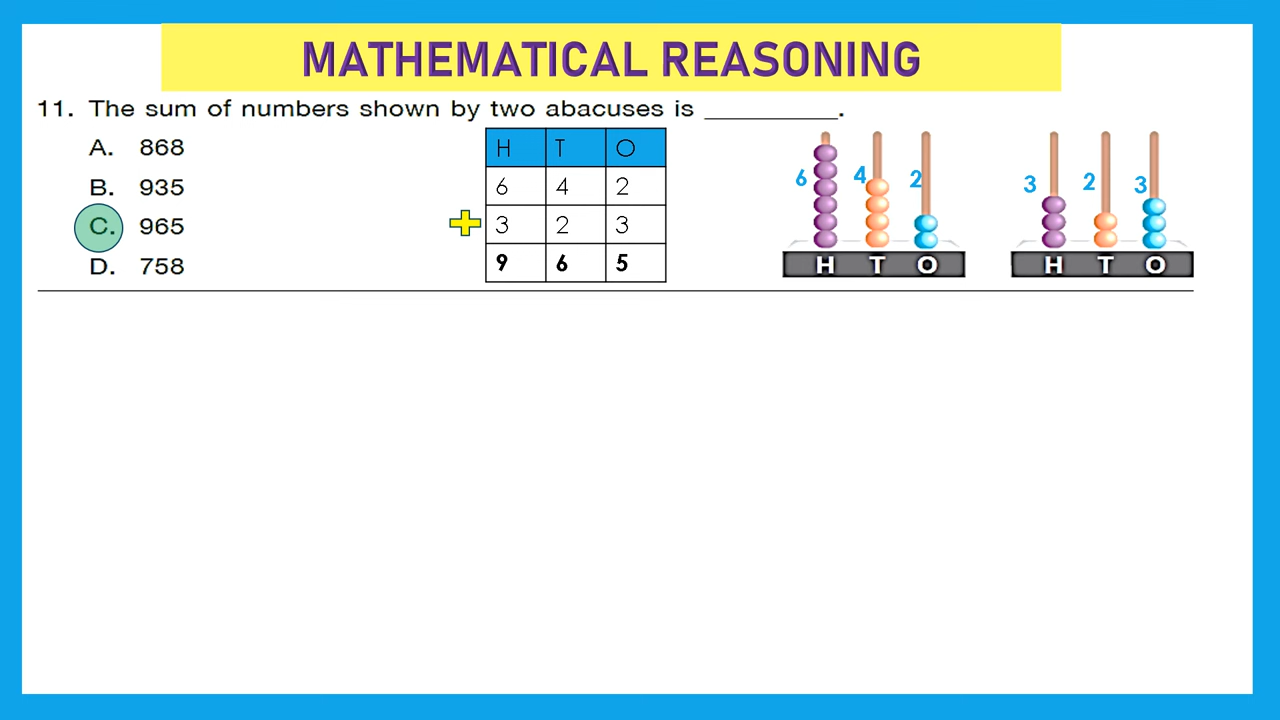 MATHEMATICAL REASONING
11. The sum of numbers shown by two abacuses is __________.
A. 868
B. 935
C. 965
D. 758
H T O
6 4 2
+ 3 2 3
9 6 5
6 4 2
H T O
3 2 3
H T O